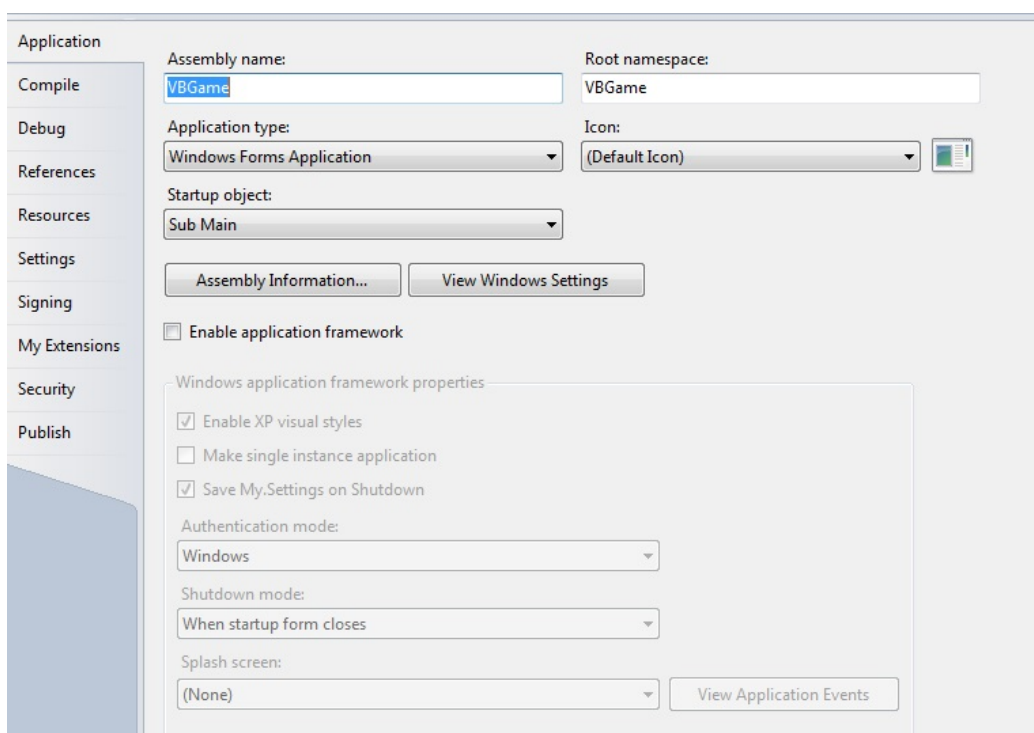 Application
Compile
Debug
References
Resources
Settings
Signing
My Extensions
Security
Publish
Assembly name:
Root namespace:
VBGame
VBGame
Application type:
Icon:
Windows Forms Application
(Default Icon)
Startup object:
Sub Main
Assembly Information...
View Windows Settings
Enable application framework
Windows application framework properties
Enable XP visual styles
Make single instance application
Save My.Settings on Shutdown
Authentication mode:
Windows
Shutdown mode:
When startup form closes
Splash screen:
(None)
View Application Events